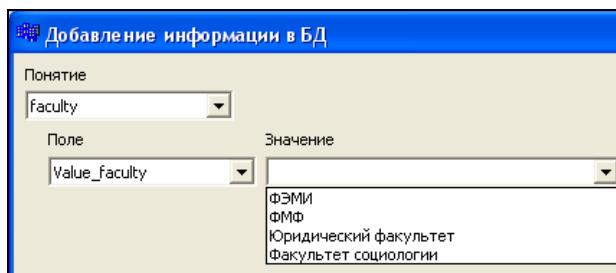 Добавление информации в БД
Понятие
faculty
Поле Значение
Value_faculty
ФЭМИ
ФМФ
Юридический факультет
Факультет социологии